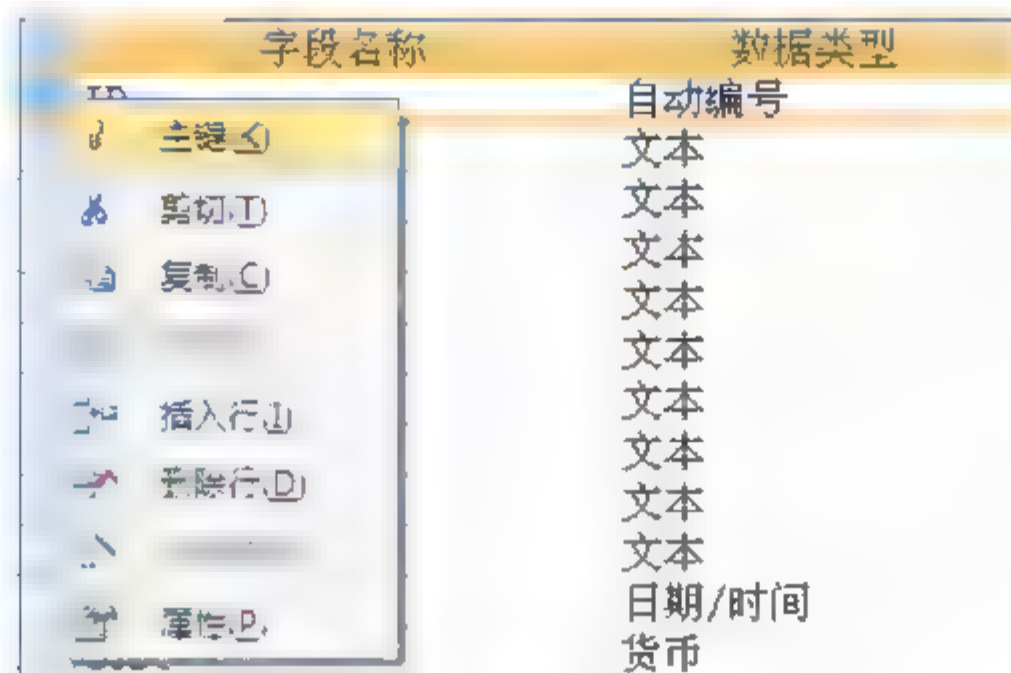 字段名称 数据类型
ID 自动编号
主键(K) 文本
剪切(T) 文本
复制(C) 文本
文本
文本
插入行(I) 文本
删除行(D) 文本
文本
文本
日期/时间
属性(P) 货币